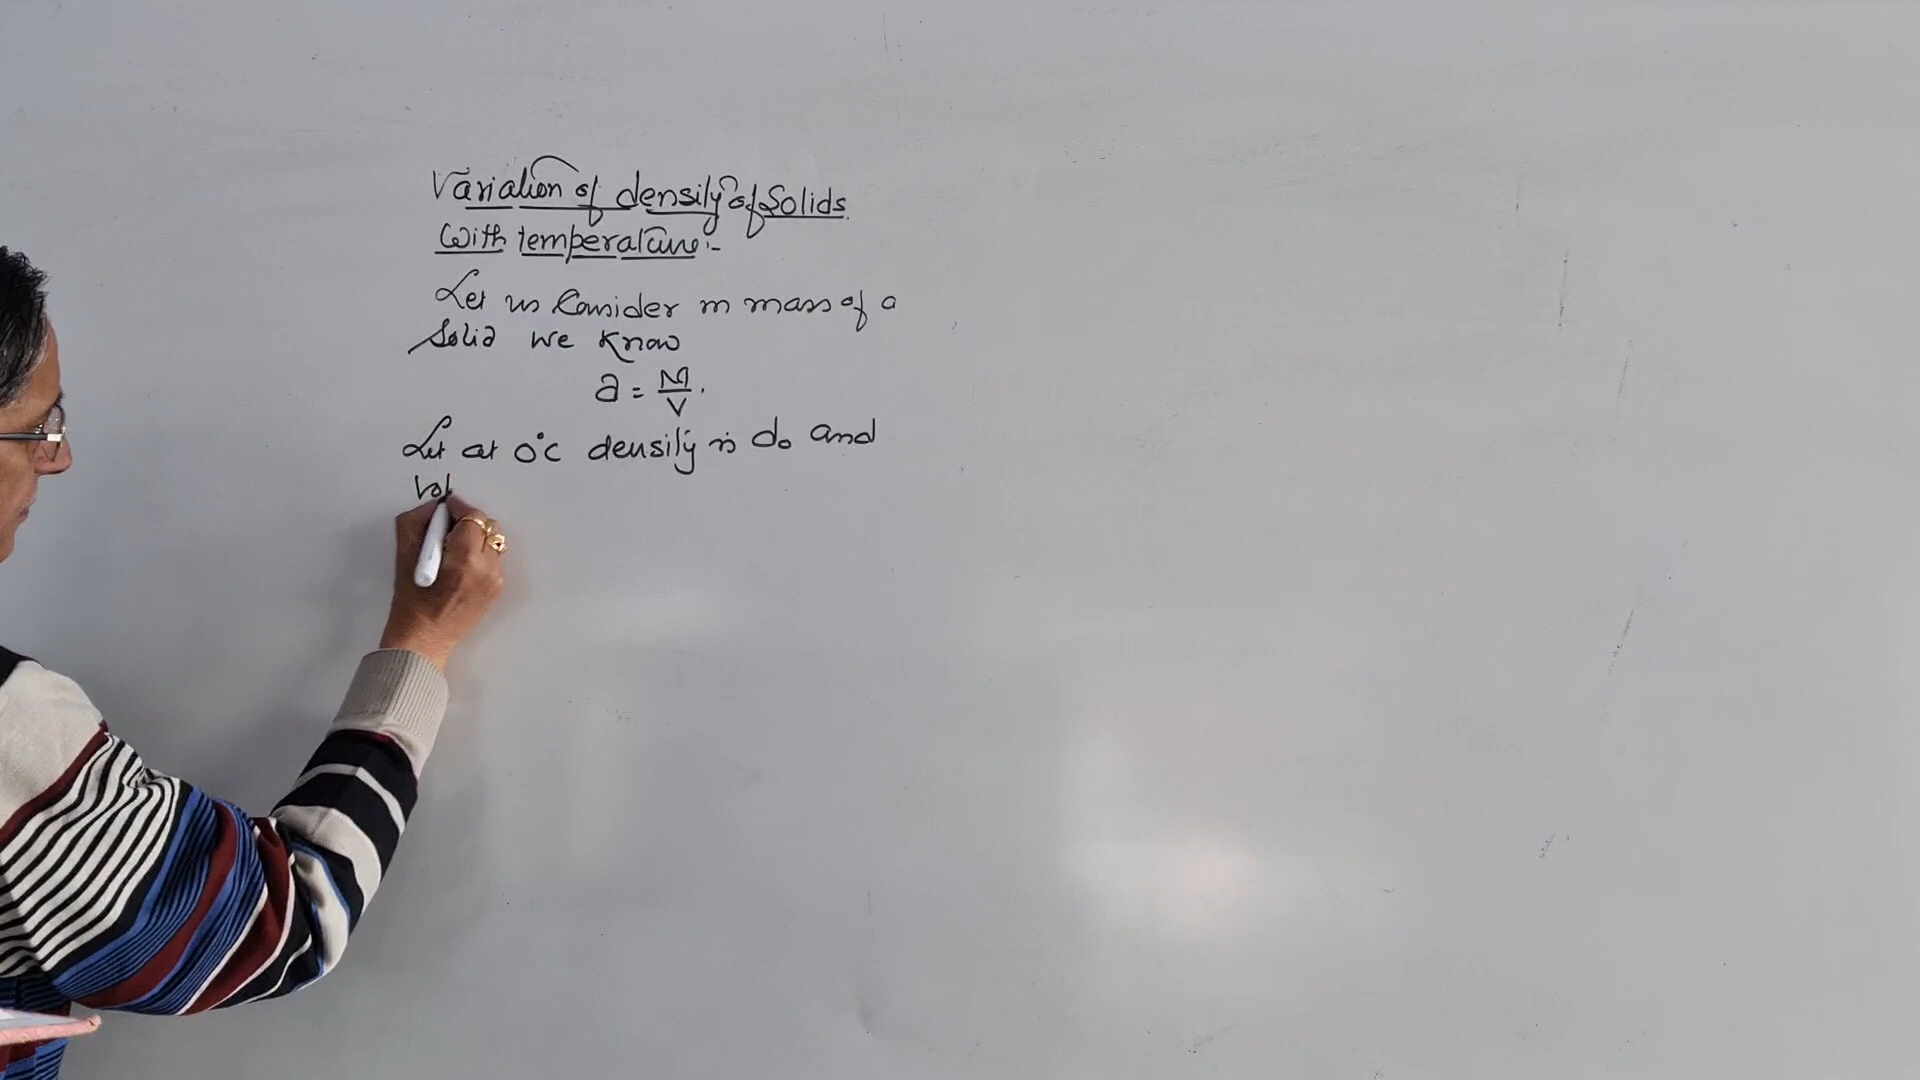 Variation of density of Solids
with temperature:-
Let us Consider m mass of a
Solid we know
d = M/V.
Let at 0°C density is d₀ and
Vol